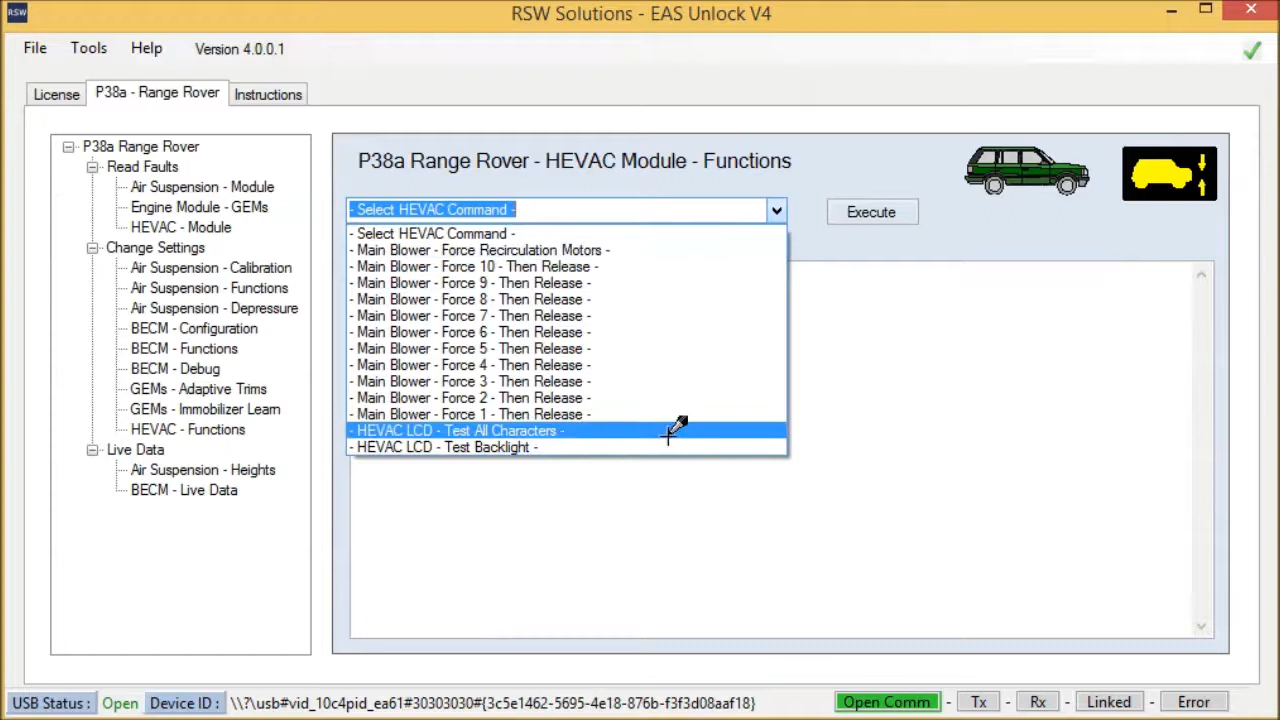 RSW
RSW Solutions - EAS Unlock V4
File Tools Help Version 4.0.0.1
License P38a - Range Rover Instructions
P38a Range Rover
Read Faults
Air Suspension - Module
Engine Module - GEMs
HEVAC - Module
Change Settings
Air Suspension - Calibration
Air Suspension - Functions
Air Suspension - Depressure
BECM - Configuration
BECM - Functions
BECM - Debug
GEMs - Adaptive Trims
GEMs - Immobilizer Learn
HEVAC - Functions
Live Data
Air Suspension - Heights
BECM - Live Data
P38a Range Rover - HEVAC Module - Functions
- Select HEVAC Command -
Execute
- Select HEVAC Command -
- Main Blower - Force Recirculation Motors -
- Main Blower - Force 10 - Then Release -
- Main Blower - Force 9 - Then Release -
- Main Blower - Force 8 - Then Release -
- Main Blower - Force 7 - Then Release -
- Main Blower - Force 6 - Then Release -
- Main Blower - Force 5 - Then Release -
- Main Blower - Force 4 - Then Release -
- Main Blower - Force 3 - Then Release -
- Main Blower - Force 2 - Then Release -
- Main Blower - Force 1 - Then Release -
- HEVAC LCD - Test All Characters -
- HEVAC LCD - Test Backlight -
USB Status : Open Device ID : \\?\usb#vid_10c4pid_ea61#30303030#{3c5e1462-5695-4e18-876b-f3f3d08aaf18} Open Comm - Tx - Rx - Linked - Error